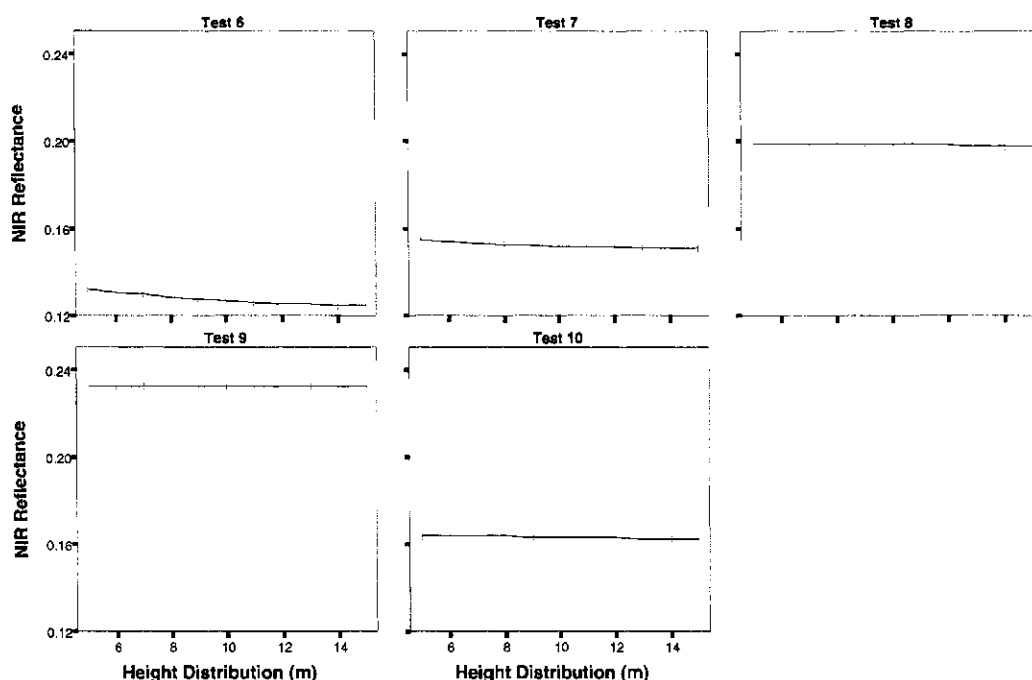 Test 6
Test 7
Test 8
0.24
0.20
0.16
0.12
NIR Reflectance
Test 9
Test 10
0.24
0.20
0.16
0.12
NIR Reflectance
6 8 10 12 14
6 8 10 12 14
Height Distribution (m)
Height Distribution (m)